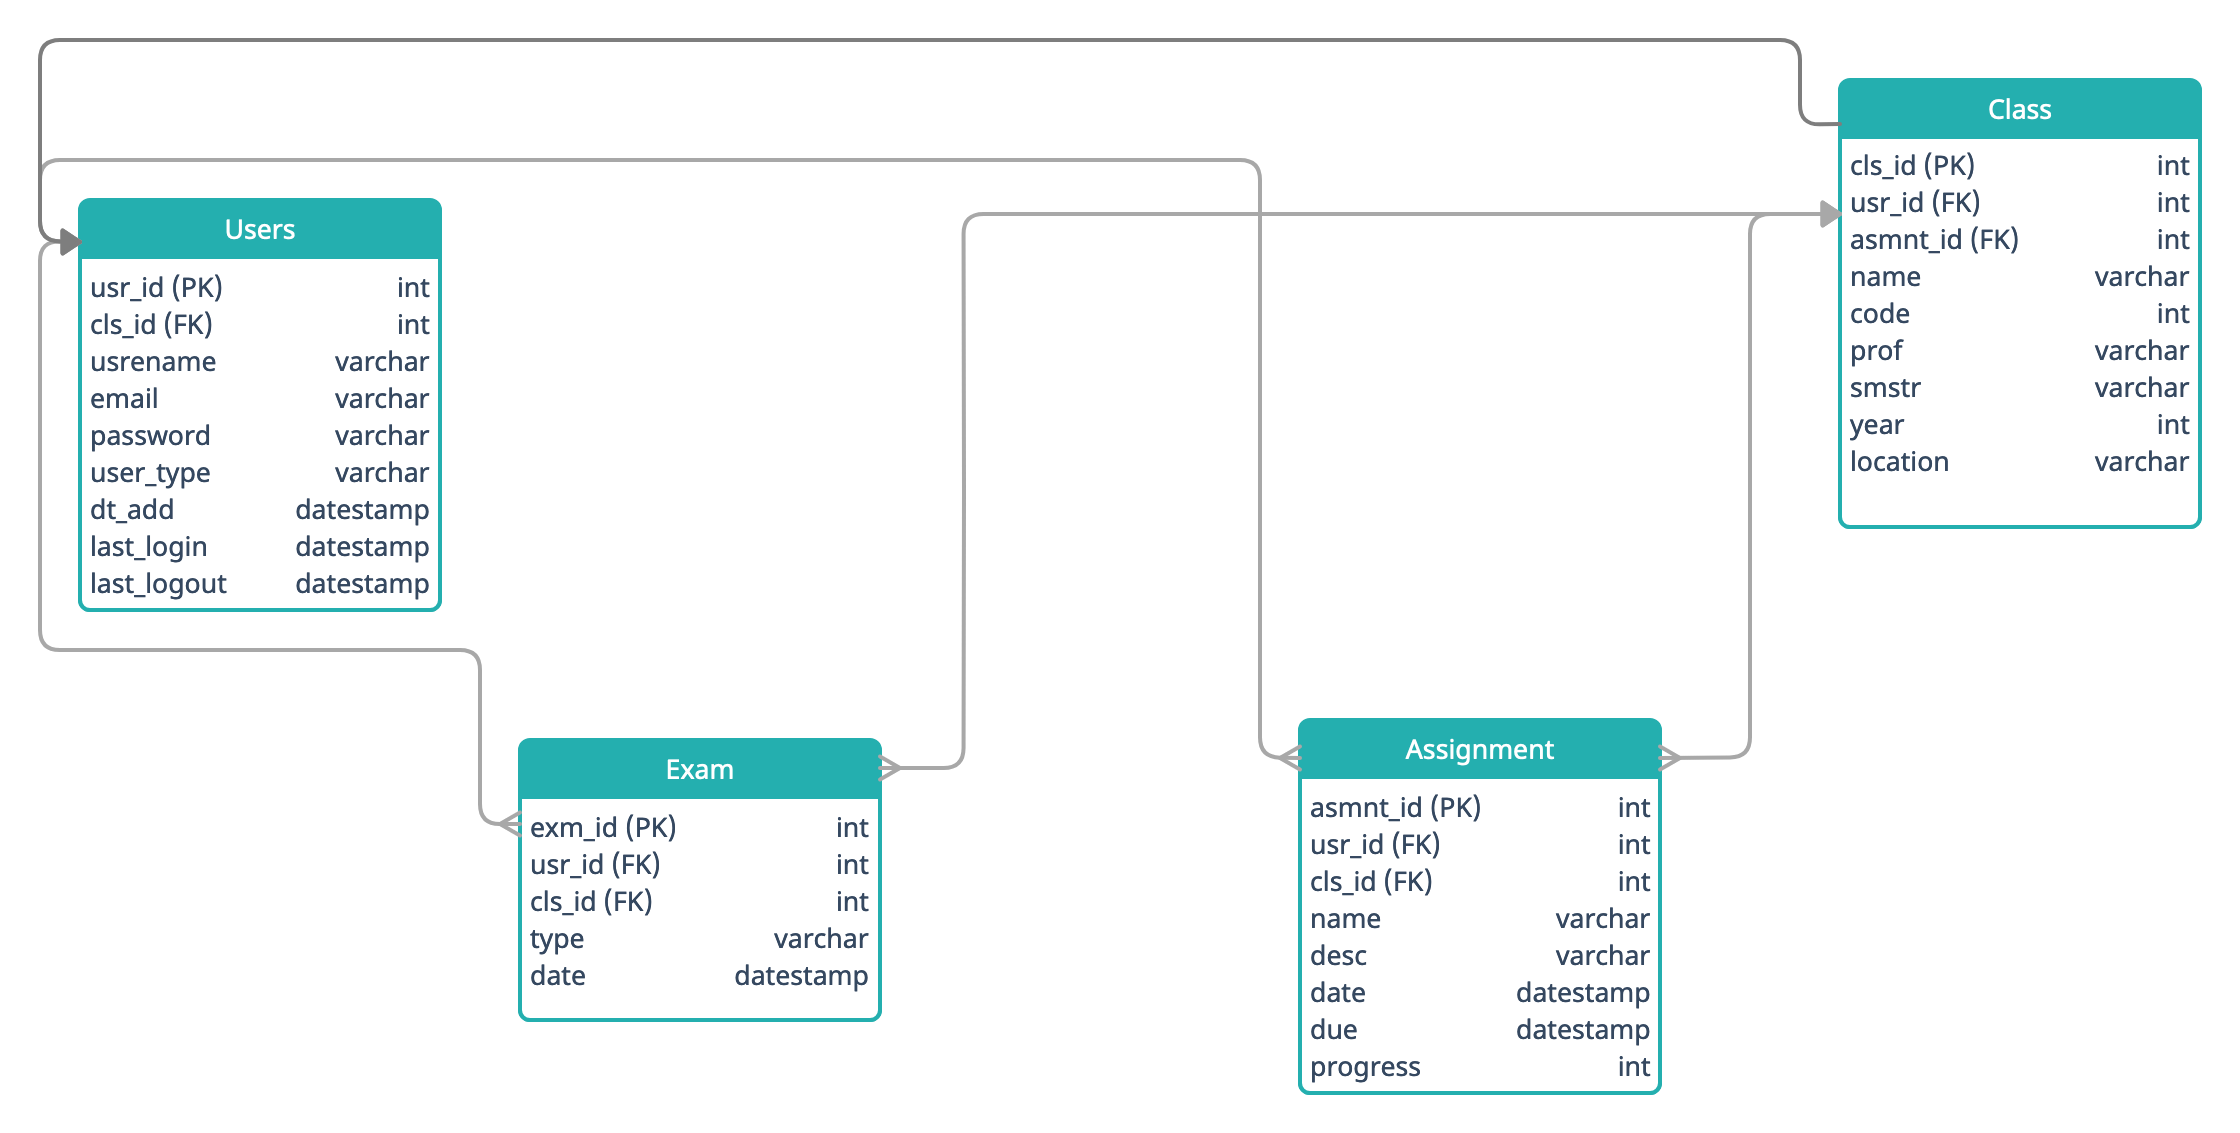 Users
usr_id (PK) int
cls_id (FK) int
usrename varchar
email varchar
password varchar
user_type varchar
dt_add datestamp
last_login datestamp
last_logout datestamp
Class
cls_id (PK) int
usr_id (FK) int
asmnt_id (FK) int
name varchar
code int
prof varchar
smstr varchar
year int
location varchar
Exam
exm_id (PK) int
usr_id (FK) int
cls_id (FK) int
type varchar
date datestamp
Assignment
asmnt_id (PK) int
usr_id (FK) int
cls_id (FK) int
name varchar
desc varchar
date datestamp
due datestamp
progress int